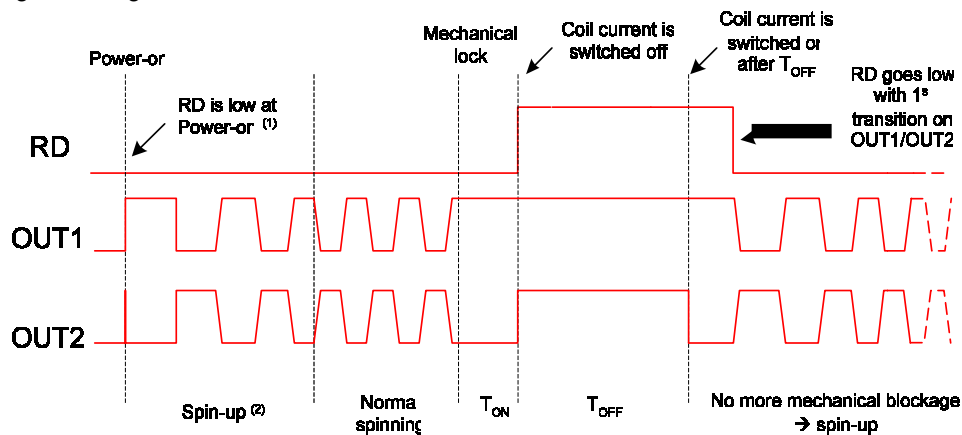 Power-or
RD is low at
Power-or (1)
Mechanical
lock
Coil current is
switched off
Coil current is
switched or
after TOFF
RD goes low
with 1s
transition on
OUT1/OUT2
RD
OUT1
OUT2
Spin-up (2)
Norma
spinning
TON
TOFF
No more mechanical blockage
→ spin-up